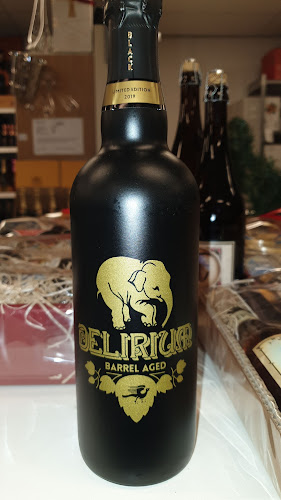 BLACK
LIMITED EDITION
2019
DELIRIUM
BARREL AGED